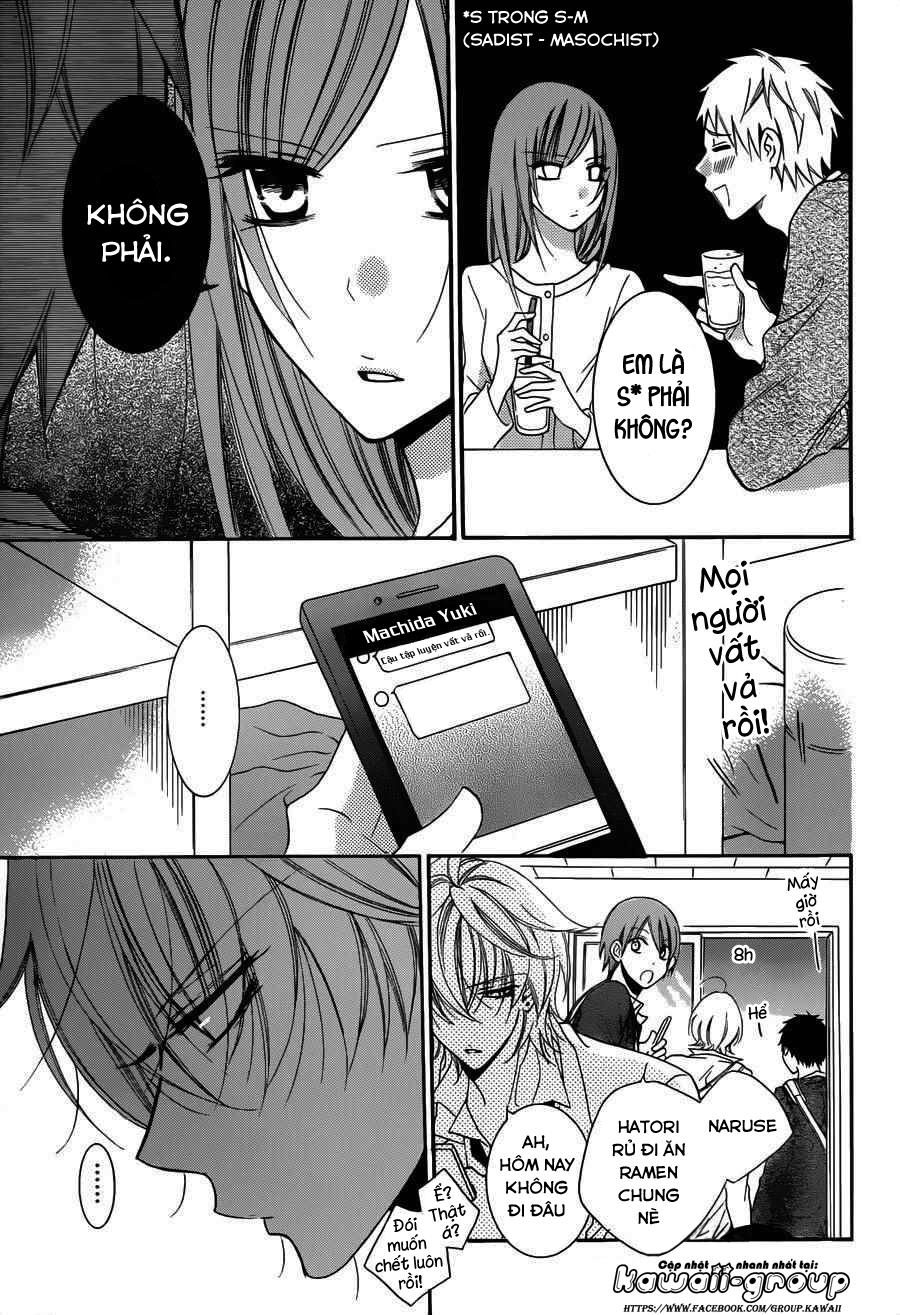 *S TRONG S-M
(SADIST - MASOCHIST)
EM LÀ
S* PHẢI
KHÔNG?
KHÔNG
PHẢI.
Mọi
người
vất
vả
rồi!
Machida Yuki
Cậu tập luyện vất vả rồi.
.......
Mấy
giờ
rồi
8h
Hể
NARUSE
HATORI
RỦ ĐI ĂN
RAMEN
CHUNG
NÈ
AH,
HÔM NAY
KHÔNG
ĐI ĐÂU
Ể?
Thật
á?
Đói
muốn
chết luôn
rồi!
.......
Cập nhật nhanh nhất tại:
kawaii-group
HTTPS://WWW.FACEBOOK.COM/GROUP.KAWAII